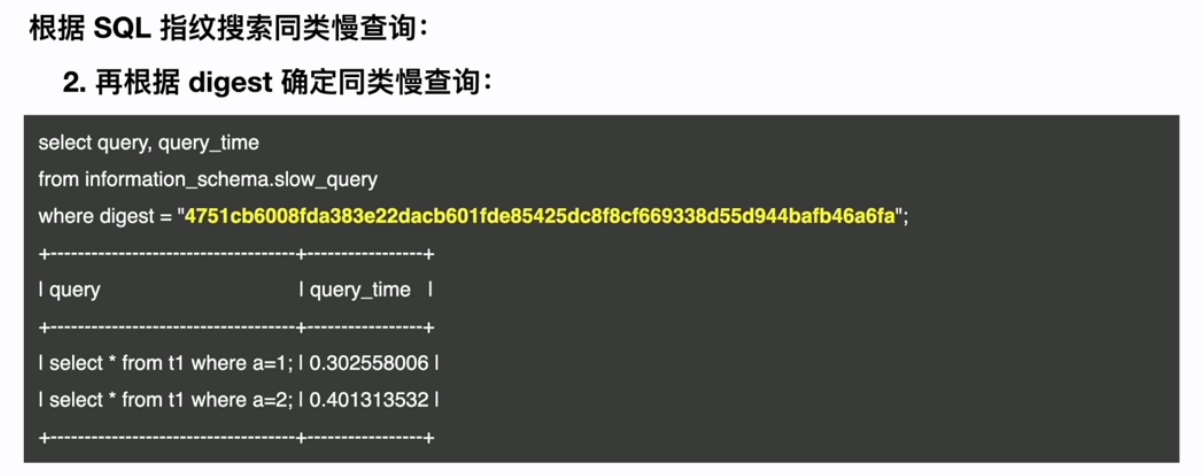 根据 SQL 指纹搜索同类慢查询：
2. 再根据 digest 确定同类慢查询：
select query, query_time
from information_schema.slow_query
where digest = "4751cb6008fda383e22dacb601fde85425dc8f8cf669338d55d944bafb46a6fa";
+-----------------------------------+-----------------+
| query | query_time |
+-----------------------------------+-----------------+
| select * from t1 where a=1; | 0.302558006 |
| select * from t1 where a=2; | 0.401313532 |
+-----------------------------------+-----------------+